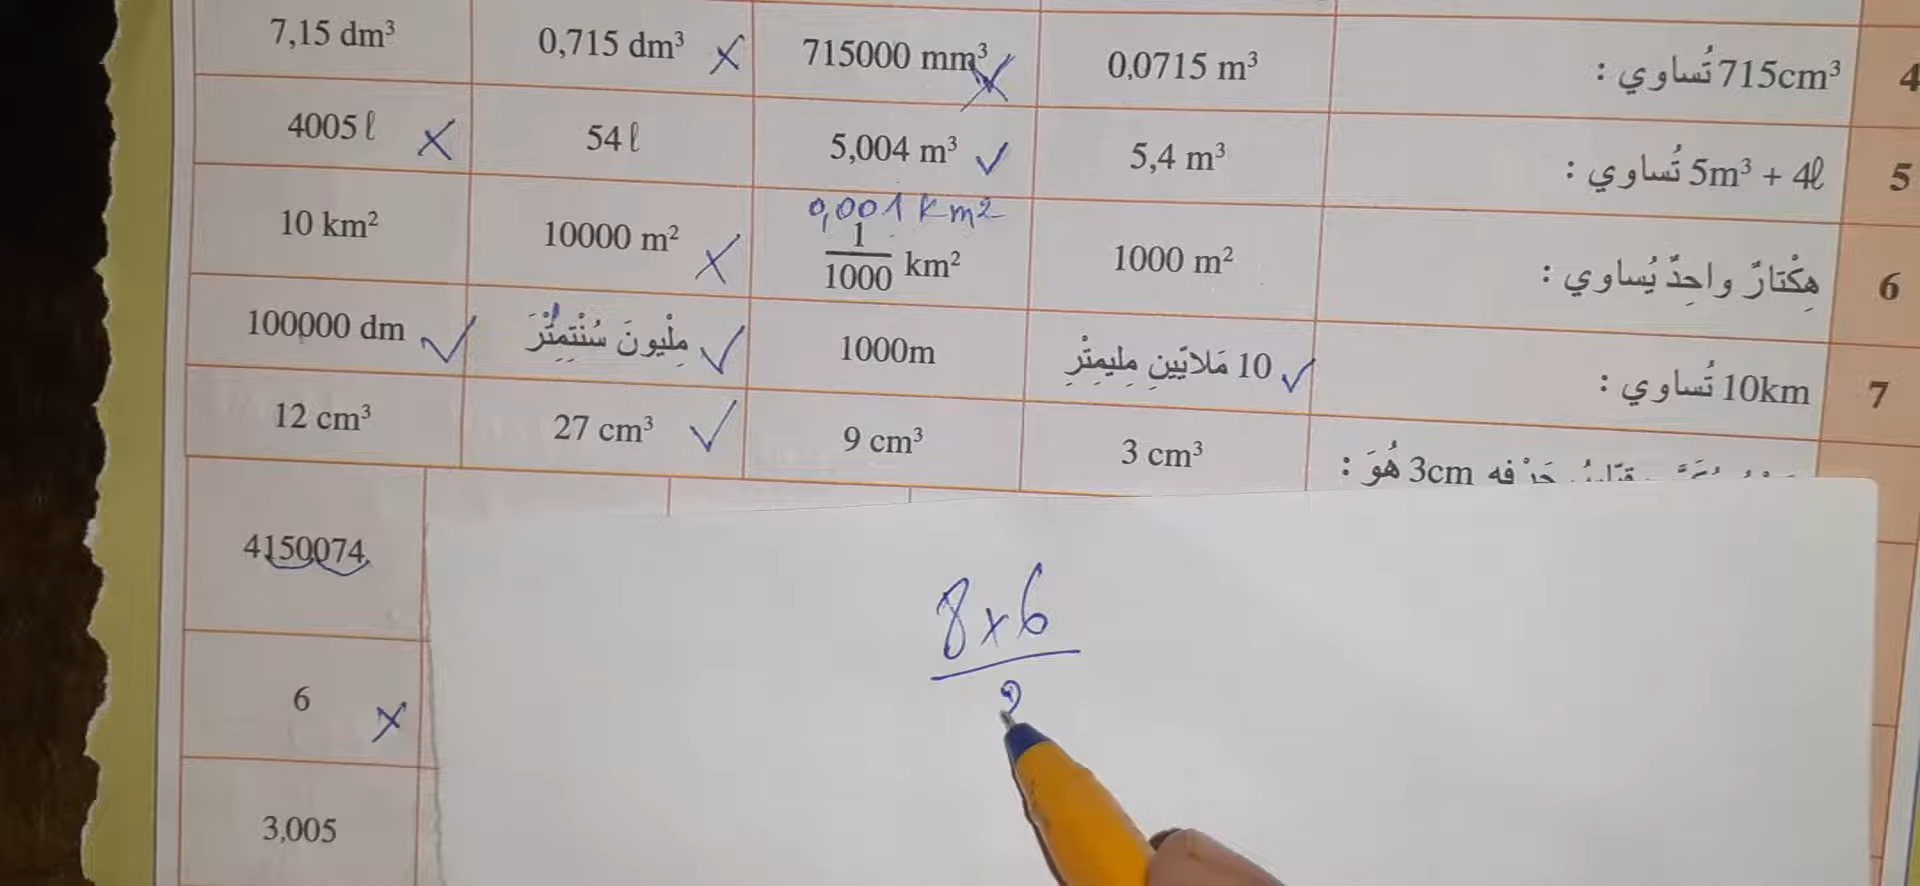 4 715cm³ تُساوي : 0,0715 m³ 715000 mm³ 0,715 dm³ 7,15 dm³
5 5m³ + 4ℓ تُساوي : 5,4 m³ 5,004 m³ ✓ 54 ℓ 4005 ℓ
0,001 km2
6 هِكْتارٌ واحِدٌ يُساوي : 1000 m² 1/1000 km² 10000 m² 10 km²
7 10km تُساوي : 10 مَلايّينِ مِليمِتْرِ ✓ 1000m مِلْيونَ سُنْتِمِتْرَ ✓ 100000 dm ✓
3cm هُوَ : 3 cm³ 9 cm³ 27 cm³ ✓ 12 cm³
4150074
8×6
6
3,005